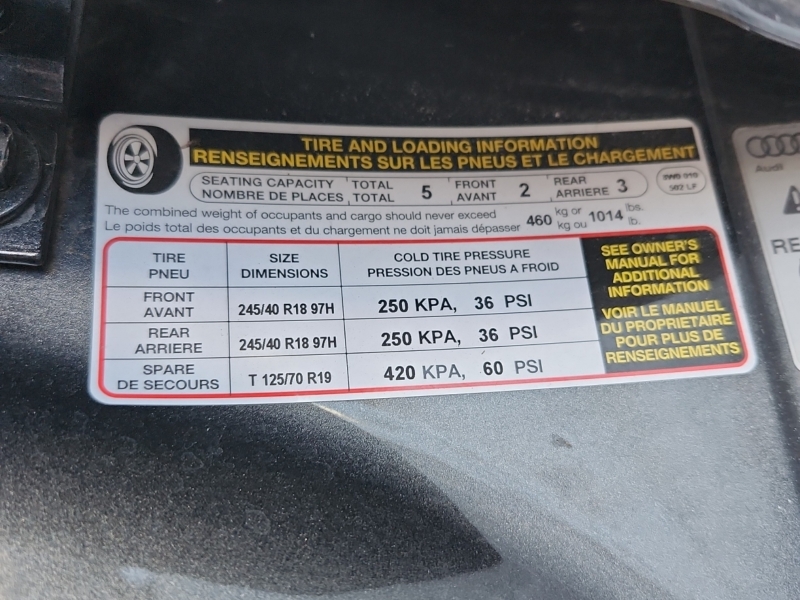 TIRE AND LOADING INFORMATION
RENSEIGNEMENTS SUR LES PNEUS ET LE CHARGEMENT
SEATING CAPACITY TOTAL 5 FRONT 2 REAR 3
NOMBRE DE PLACES TOTAL AVANT ARRIERE
The combined weight of occupants and cargo should never exceed 460 kg or 1014 lbs.
Le poids total des occupants et du chargement ne doit jamais dépasser kg ou lb.
TIRE SIZE COLD TIRE PRESSURE
PNEU DIMENSIONS PRESSION DES PNEUS A FROID
FRONT
AVANT 245/40 R18 97H 250 KPA, 36 PSI
REAR
ARRIERE 245/40 R18 97H 250 KPA, 36 PSI
SPARE
DE SECOURS T 125/70 R19 420 KPA, 60 PSI
SEE OWNER'S
MANUAL FOR
ADDITIONAL
INFORMATION
VOIR LE MANUEL
DU PROPRIETAIRE
POUR PLUS DE
RENSEIGNEMENTS
Audi
RE